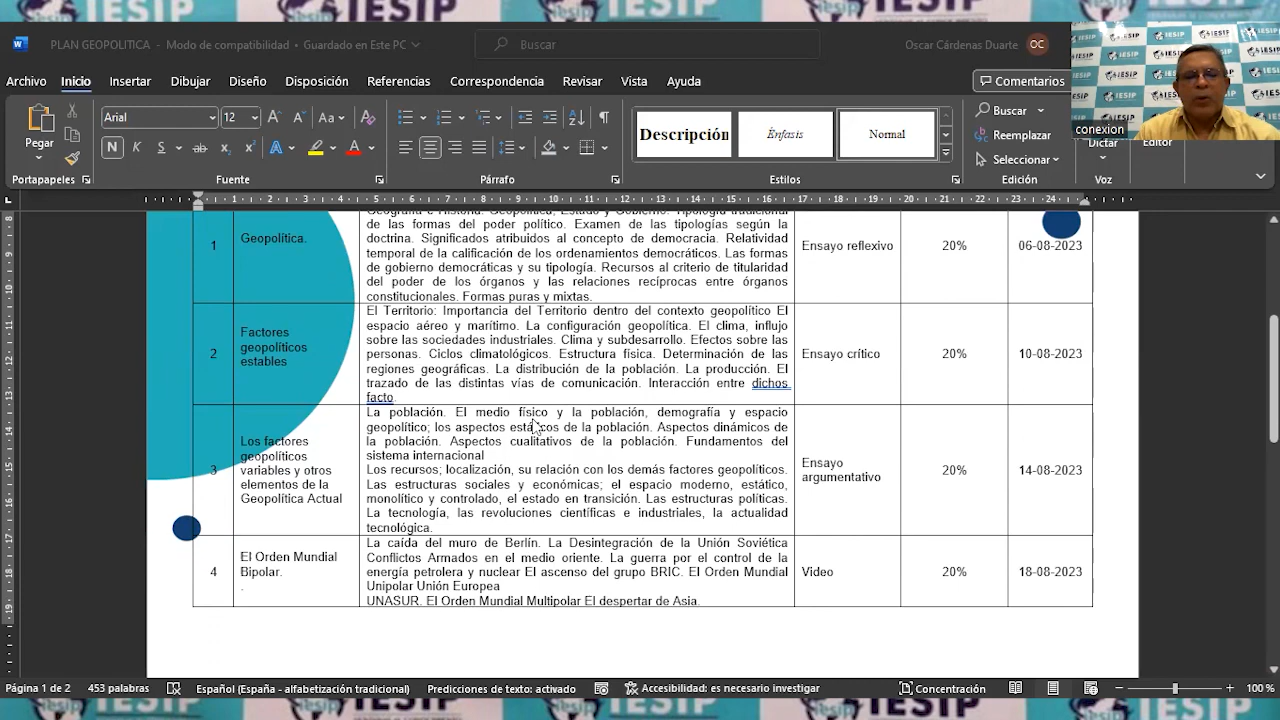 IESIP
PLAN GEOPOLITICA - Modo de compatibilidad • Guardado en Este PC
Buscar
Oscar Cárdenas Duarte
OC
Archivo Inicio Insertar Dibujar Diseño Disposición Referencias Correspondencia Revisar Vista Ayuda
Comentarios
conexion
Pegar
Arial
12
Aa
N K S ab x₂ x² A A
Descripción
Énfasis
Normal
Buscar
Reemplazar
Seleccionar
Dictar
Editor
Portapapeles
Fuente
Párrafo
Estilos
Edición
Voz
1
Geopolítica.
Geografía e Historia. Geopolítica, Estado y Gobierno. Tipología tradicional
de las formas del poder político. Examen de las tipologías según la
doctrina. Significados atribuidos al concepto de democracia. Relatividad
temporal de la calificación de los ordenamientos democráticos. Las formas
de gobierno democráticas y su tipología. Recursos al criterio de titularidad
del poder de los órganos y las relaciones recíprocas entre órganos
constitucionales. Formas puras y mixtas.
Ensayo reflexivo
20%
06-08-2023
2
Factores
geopolíticos
estables
El Territorio: Importancia del Territorio dentro del contexto geopolítico El
espacio aéreo y marítimo. La configuración geopolítica. El clima, influjo
sobre las sociedades industriales. Clima y subdesarrollo. Efectos sobre las
personas. Ciclos climatológicos. Estructura física. Determinación de las
regiones geográficas. La distribución de la población. La producción. El
trazado de las distintas vías de comunicación. Interacción entre dichos
facto.
Ensayo crítico
20%
10-08-2023
3
Los factores
geopolíticos
variables y otros
elementos de la
Geopolítica Actual
La población. El medio físico y la población, demografía y espacio
geopolítico; los aspectos estáticos de la población. Aspectos dinámicos de
la población. Aspectos cualitativos de la población. Fundamentos del
sistema internacional
Los recursos; localización, su relación con los demás factores geopolíticos.
Las estructuras sociales y económicas; el espacio moderno, estático,
monolítico y controlado, el estado en transición. Las estructuras políticas.
La tecnología, las revoluciones científicas e industriales, la actualidad
tecnológica.
Ensayo
argumentativo
20%
14-08-2023
4
El Orden Mundial
Bipolar.
.
La caída del muro de Berlín. La Desintegración de la Unión Soviética
Conflictos Armados en el medio oriente. La guerra por el control de la
energía petrolera y nuclear El ascenso del grupo BRIC. El Orden Mundial
Unipolar Unión Europea
UNASUR. El Orden Mundial Multipolar El despertar de Asia.
Video
20%
18-08-2023
Página 1 de 2 453 palabras Español (España - alfabetización tradicional) Predicciones de texto: activado Accesibilidad: es necesario investigar Concentración 100 %